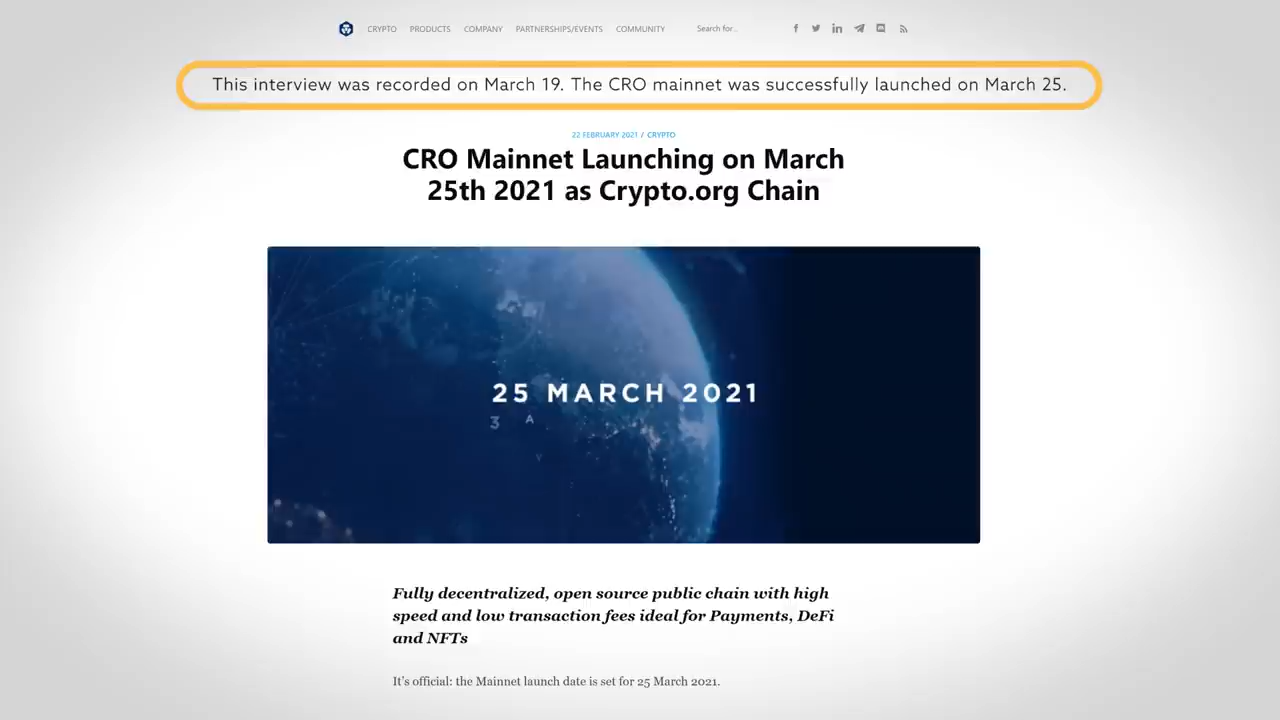 CRYPTO PRODUCTS COMPANY PARTNERSHIPS/EVENTS COMMUNITY Search for...
This interview was recorded on March 19. The CRO mainnet was successfully launched on March 25.
22 FEBRUARY 2021 / CRYPTO
CRO Mainnet Launching on March
25th 2021 as Crypto.org Chain
25 MARCH 2021
3 A
Fully decentralized, open source public chain with high
speed and low transaction fees ideal for Payments, DeFi
and NFTs
It's official: the Mainnet launch date is set for 25 March 2021.